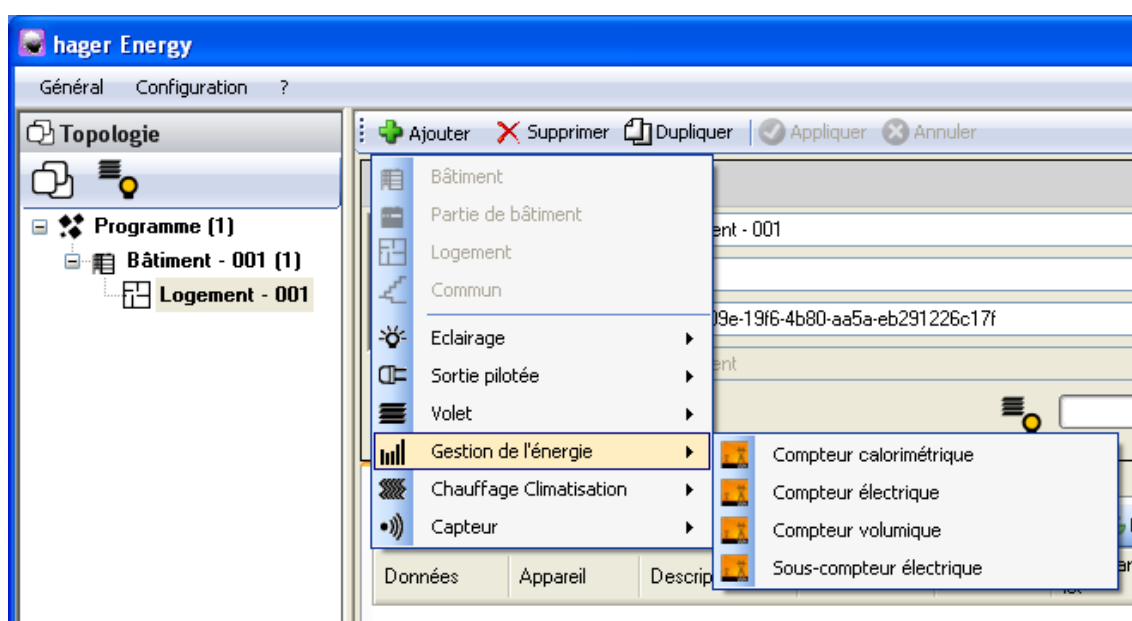 hager Energy
Général Configuration ?
Topologie
Ajouter Supprimer Dupliquer Appliquer Annuler
Programme (1)
Bâtiment - 001 (1)
Logement - 001
Bâtiment
Partie de bâtiment
Logement
Commun
Eclairage
Sortie pilotée
Volet
Gestion de l'énergie
Chauffage Climatisation
Capteur
ent - 001
09e-19f6-4b80-aa5a-eb291226c17f
ent
Compteur calorimétrique
Compteur électrique
Compteur volumique
Sous-compteur électrique
Données Appareil Descrip